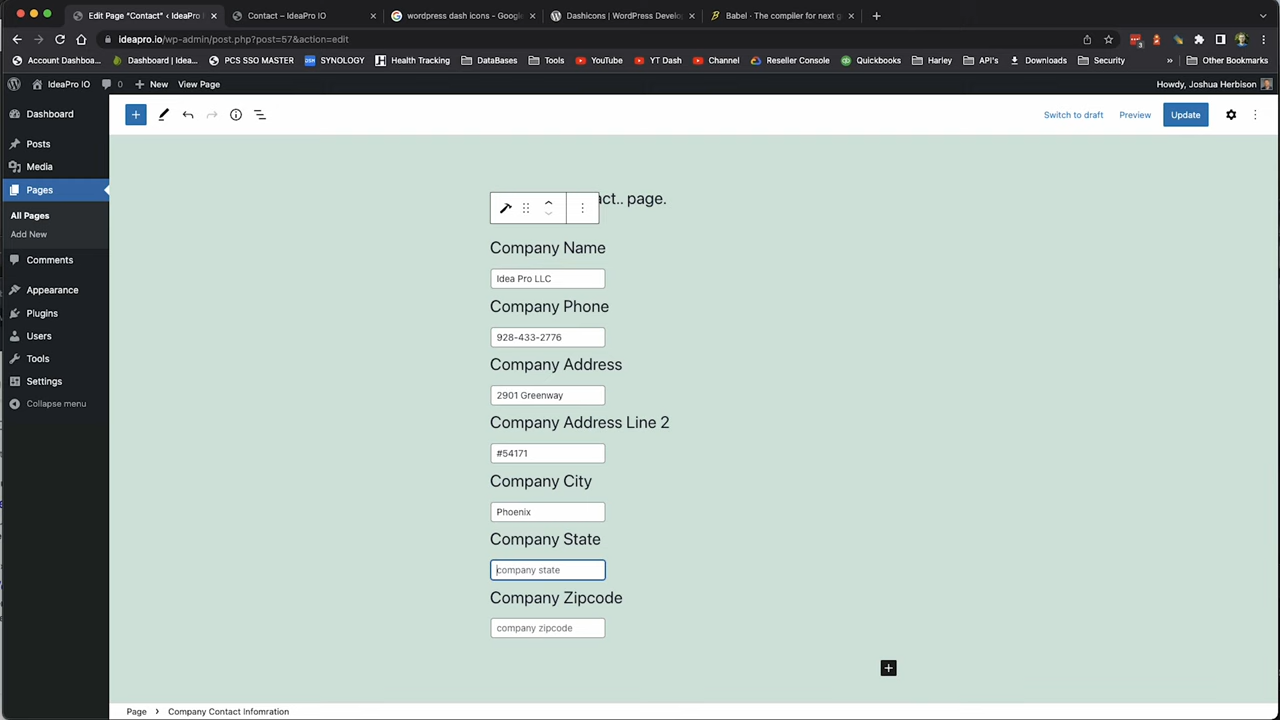 Edit Page "Contact" ‹ IdeaPro
Contact – IdeaPro IO
wordpress dash icons - Google
Dashicons | WordPress Develo
Babel · The compiler for next g
ideapro.io/wp-admin/post.php?post=57&action=edit
3
Account Dashboard...
Dashboard | Idea...
PCS SSO MASTER
DSM
SYNOLOGY
Health Tracking
DataBases
Tools
YouTube
YT Dash
Channel
Reseller Console
Quickbooks
Harley
API's
Downloads
Security
»
Other Bookmarks
IdeaPro IO
0
New
View Page
Howdy, Joshua Herbison
Dashboard
Posts
Media
Pages
All Pages
Add New
Comments
Appearance
Plugins
Users
Tools
Settings
Collapse menu
Switch to draft
Preview
Update
act.. page.
Company Name
Idea Pro LLC
Company Phone
928-433-2776
Company Address
2901 Greenway
Company Address Line 2
#54171
Company City
Phoenix
Company State
company state
Company Zipcode
company zipcode
Page › Company Contact Infomration